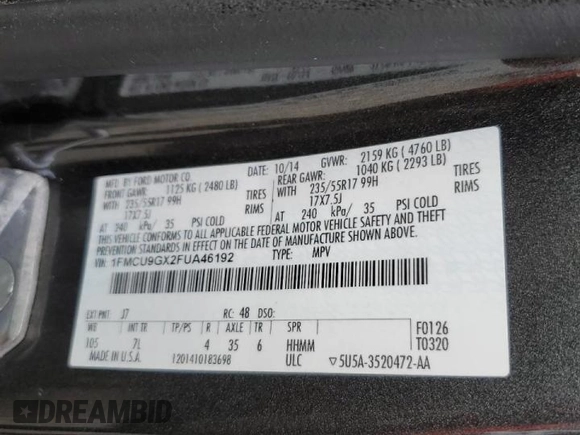 MFD. BY FORD MOTOR CO.
10/14
GVWR: 2159 KG ( 4760 LB)
FRONT GAWR: 1125 KG ( 2480 LB)
REAR GAWR: 1040 KG ( 2293 LB)
WITH 235/55R17 99H TIRES
WITH 235/55R17 99H TIRES
17X7.5J RIMS
17X7.5J RIMS
AT 240 kPa/ 35 PSI COLD
AT 240 kPa/ 35 PSI COLD
THIS VEHICLE CONFORMS TO ALL APPLICABLE FEDERAL MOTOR VEHICLE SAFETY AND THEFT
PREVENTION STANDARDS IN EFFECT ON THE DATE OF MANUFACTURE SHOWN ABOVE.
VIN: 1FMCU9GX2FUA46192
TYPE: MPV
EXT PNT: J7 RC: 48 DSO:
WB INT TR TP/PS R AXLE TR SPR
F0126
105 7L 4 35 6 HHMM
T0320
MADE IN U.S.A. 1201410183698 ULC ▽5U5A-3520472-AA
DREAMBID